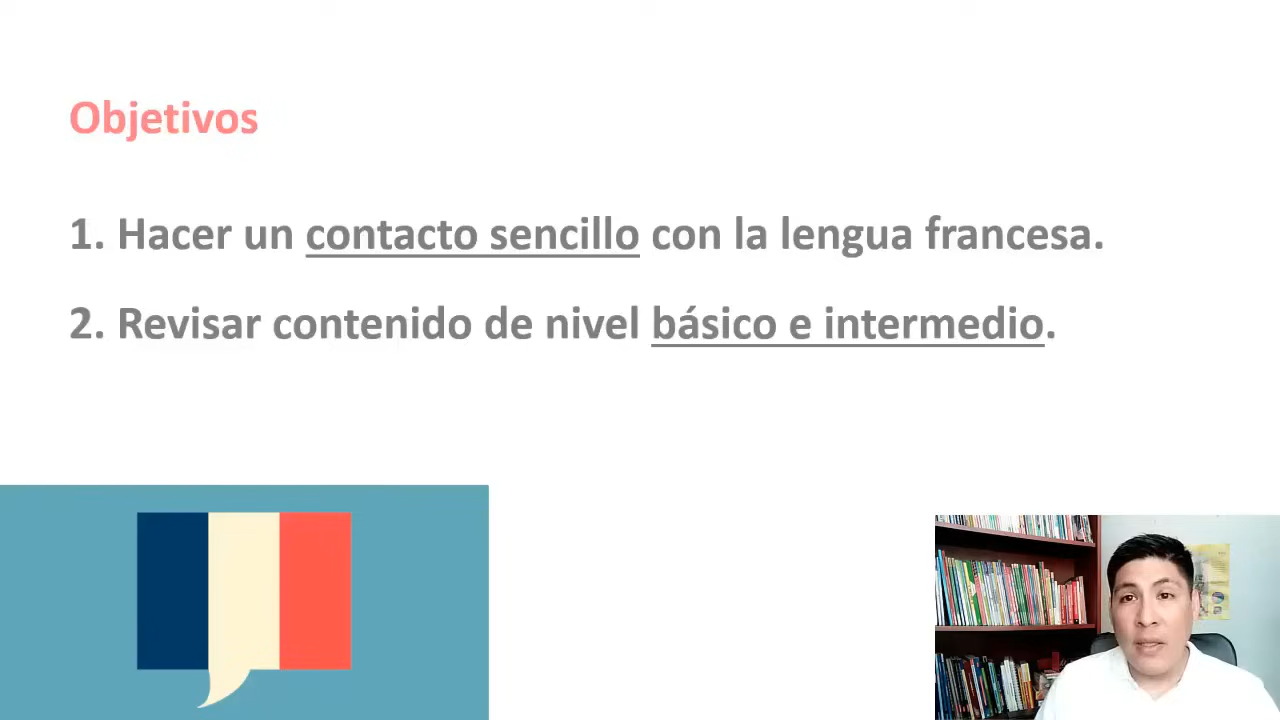 Objetivos
1. Hacer un contacto sencillo con la lengua francesa.
2. Revisar contenido de nivel básico e intermedio.